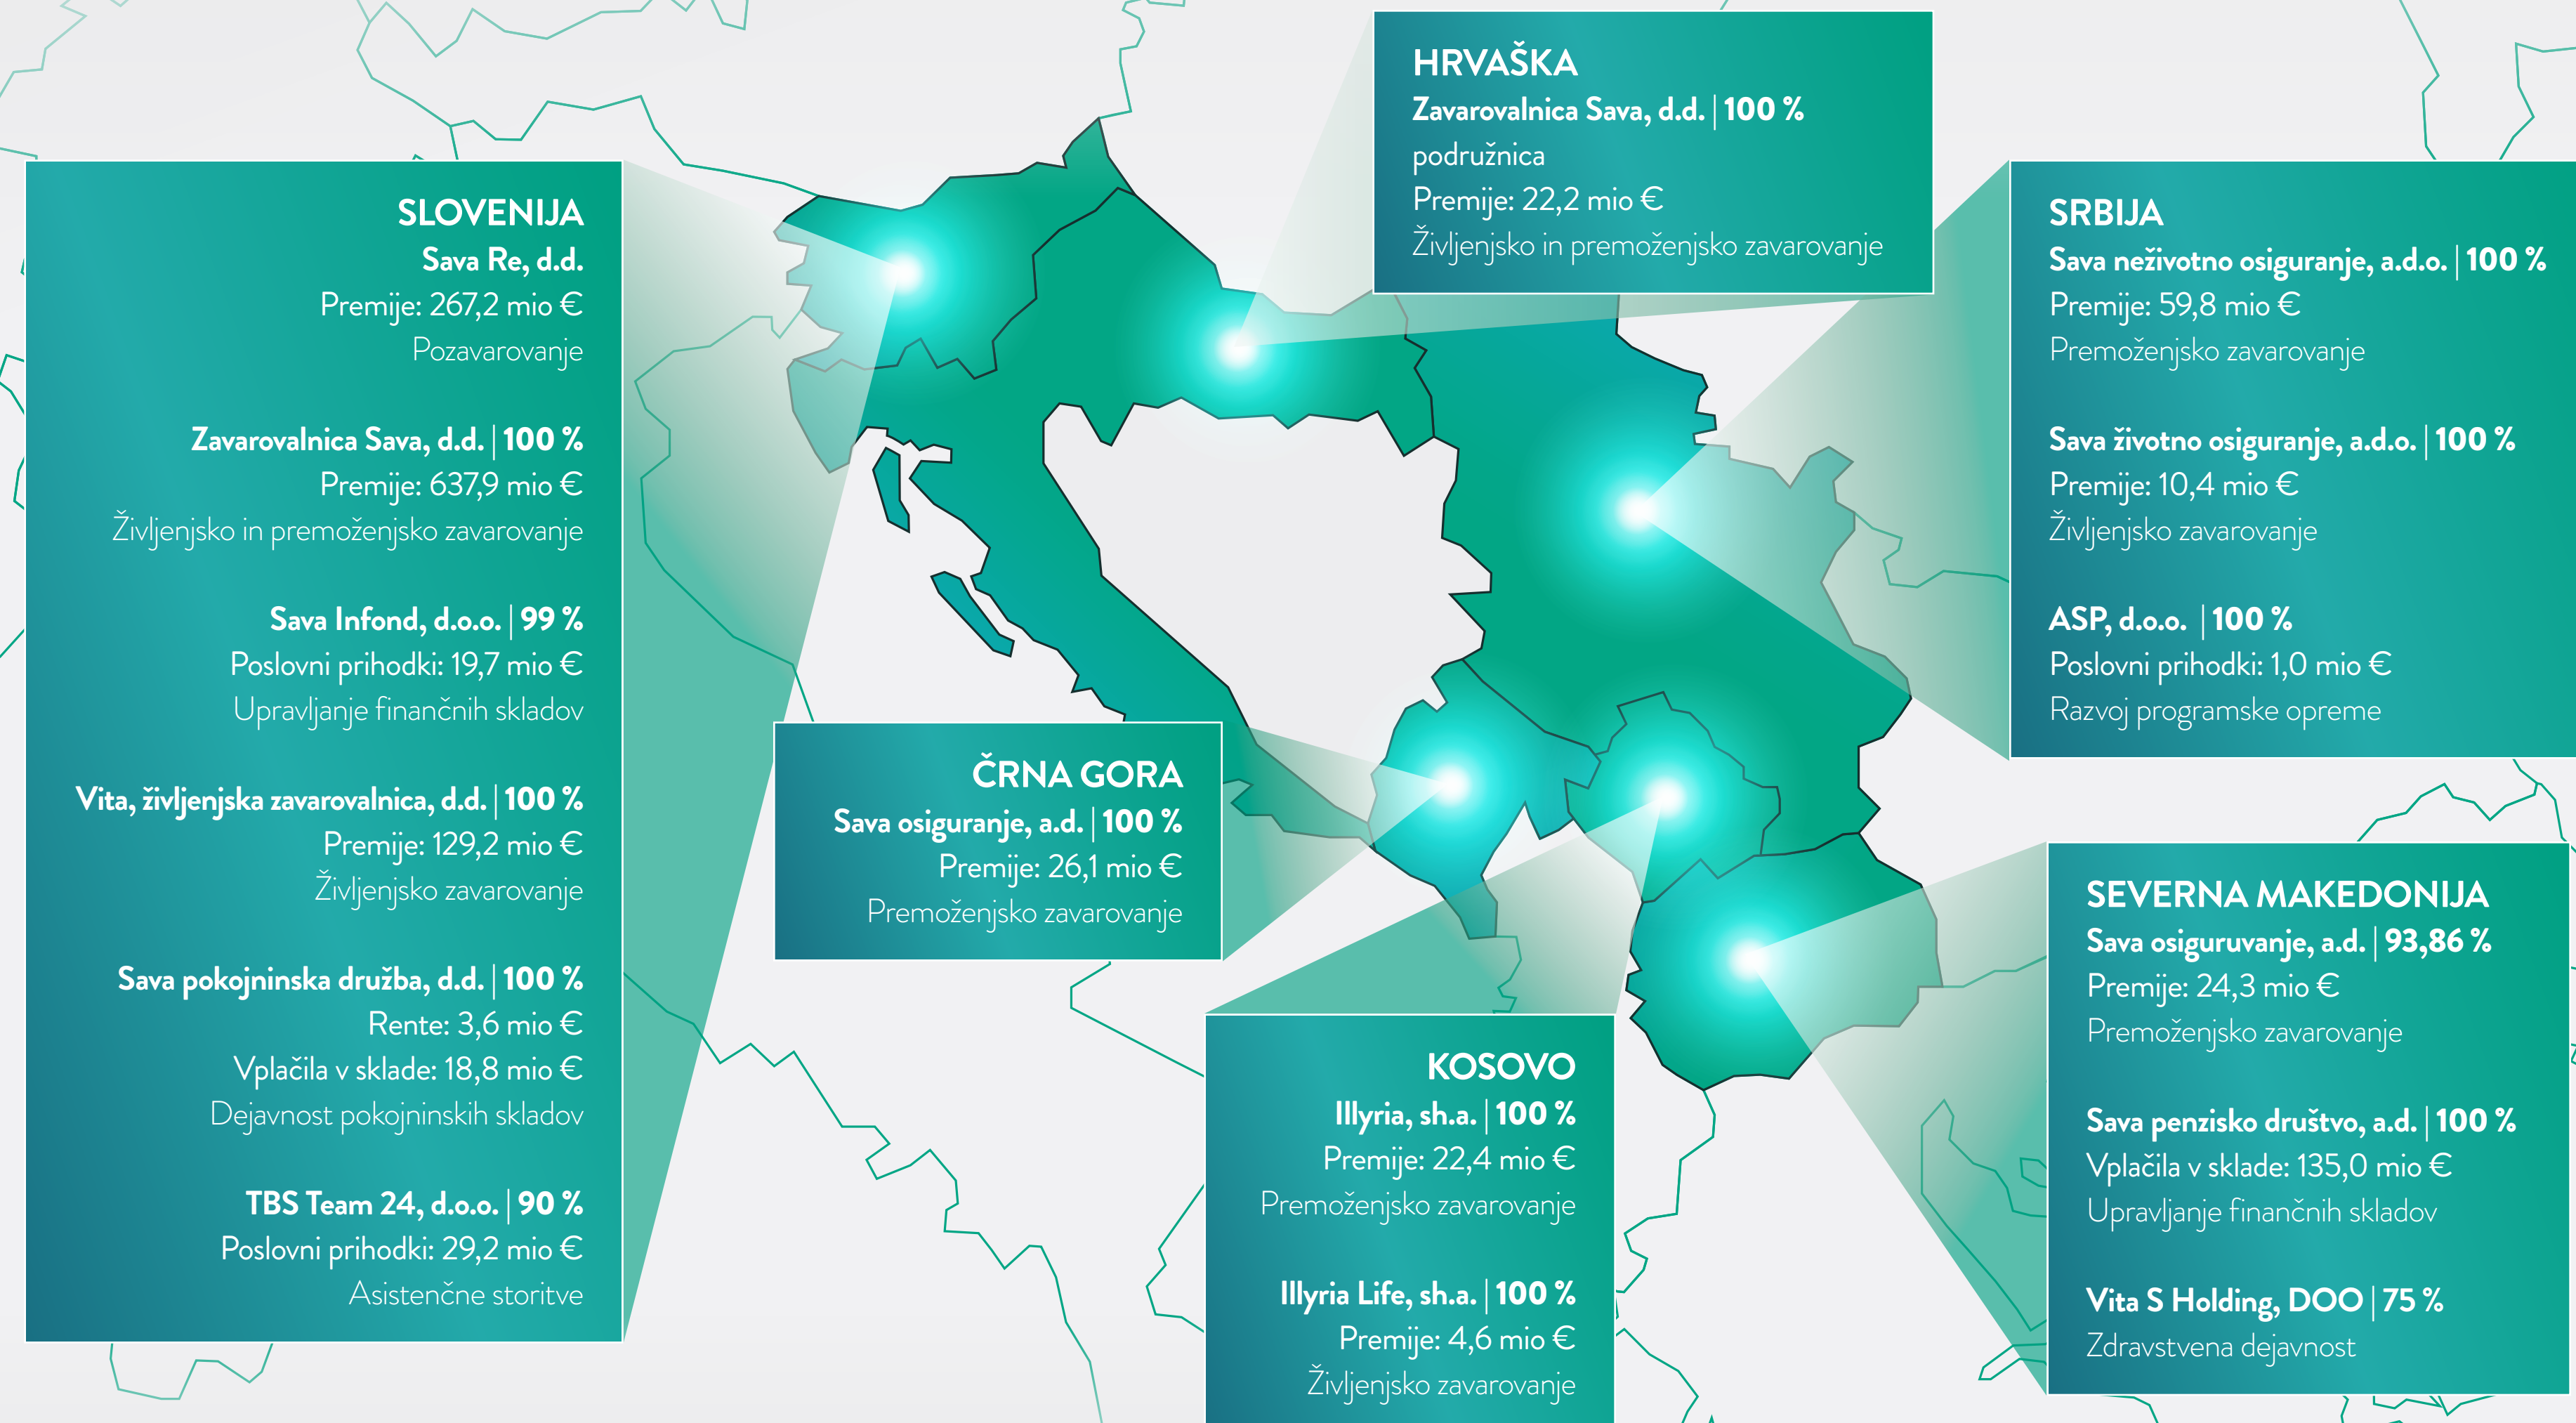 SLOVENIJA
Sava Re, d.d.
Premije: 267,2 mio €
Pozavarovanje
Zavarovalnica Sava, d.d. | 100 %
Premije: 637,9 mio €
Življenjsko in premoženjsko zavarovanje
Sava Infond, d.o.o. | 99 %
Poslovni prihodki: 19,7 mio €
Upravljanje finančnih skladov
Vita, življenjska zavarovalnica, d.d. | 100 %
Premije: 129,2 mio €
Življenjsko zavarovanje
Sava pokojninska družba, d.d. | 100 %
Rente: 3,6 mio €
Vplačila v sklade: 18,8 mio €
Dejavnost pokojninskih skladov
TBS Team 24, d.o.o. | 90 %
Poslovni prihodki: 29,2 mio €
Asistenčne storitve
HRVAŠKA
Zavarovalnica Sava, d.d. | 100 %
podružnica
Premije: 22,2 mio €
Življenjsko in premoženjsko zavarovanje
SRBIJA
Sava neživotno osiguranje, a.d.o. | 100 %
Premije: 59,8 mio €
Premoženjsko zavarovanje
Sava životno osiguranje, a.d.o. | 100 %
Premije: 10,4 mio €
Življenjsko zavarovanje
ASP, d.o.o. | 100 %
Poslovni prihodki: 1,0 mio €
Razvoj programske opreme
ČRNA GORA
Sava osiguranje, a.d. | 100 %
Premije: 26,1 mio €
Premoženjsko zavarovanje
KOSOVO
Illyria, sh.a. | 100 %
Premije: 22,4 mio €
Premoženjsko zavarovanje
Illyria Life, sh.a. | 100 %
Premije: 4,6 mio €
Življenjsko zavarovanje
SEVERNA MAKEDONIJA
Sava osiguruvanje, a.d. | 93,86 %
Premije: 24,3 mio €
Premoženjsko zavarovanje
Sava penzisko društvo, a.d. | 100 %
Vplačila v sklade: 135,0 mio €
Upravljanje finančnih skladov
Vita S Holding, DOO | 75 %
Zdravstvena dejavnost